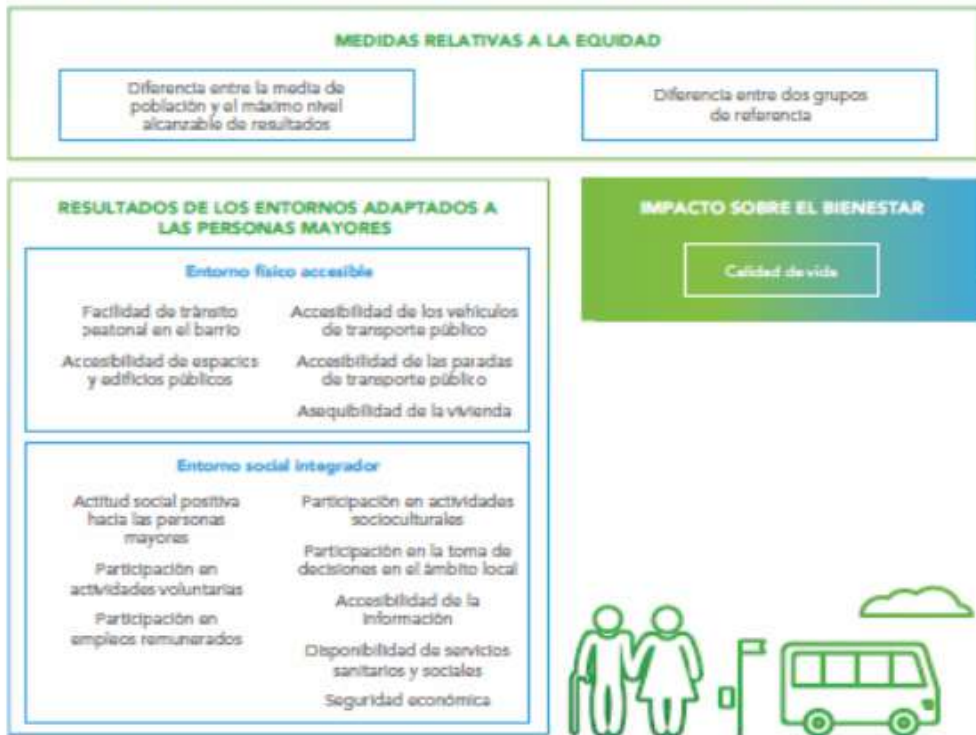 MEDIDAS RELATIVAS A LA EQUIDAD
Diferencia entre la media de
población y el máximo nivel
alcanzable de resultados
Diferencia entre dos grupos
de referencia
RESULTADOS DE LOS ENTORNOS ADAPTADOS A
LAS PERSONAS MAYORES
Entorno físico accesible
Facilidad de tránsito
peatonal en el barrio
Accesibilidad de espacios
y edificios públicos
Accesibilidad de los vehículos
de transporte público
Accesibilidad de las paradas
de transporte público
Asequibilidad de la vivienda
Entorno social integrador
Actitud social positiva
hacia las personas
mayores
Participación en
actividades voluntarias
Participación en
empleos remunerados
Participación en actividades
socioculturales
Participación en la toma de
decisiones en el ámbito local
Accesibilidad de la
información
Disponibilidad de servicios
sanitarios y sociales
Seguridad económica
IMPACTO SOBRE EL BIENESTAR
Calidad de vida